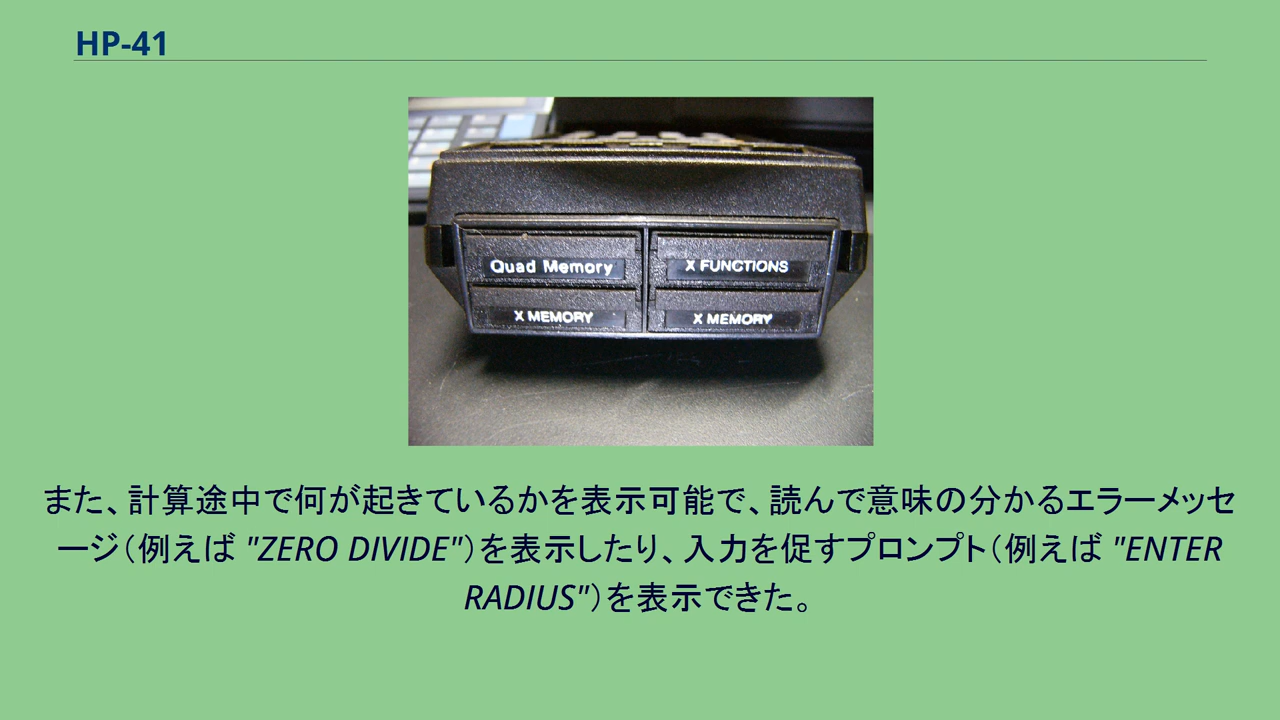 HP-41
Quad Memory
X FUNCTIONS
X MEMORY
X MEMORY
また、計算途中で何が起きているかを表示可能で、読んで意味の分かるエラーメッセ
ージ（例えば "ZERO DIVIDE"）を表示したり、入力を促すプロンプト（例えば "ENTER
RADIUS"）を表示できた。